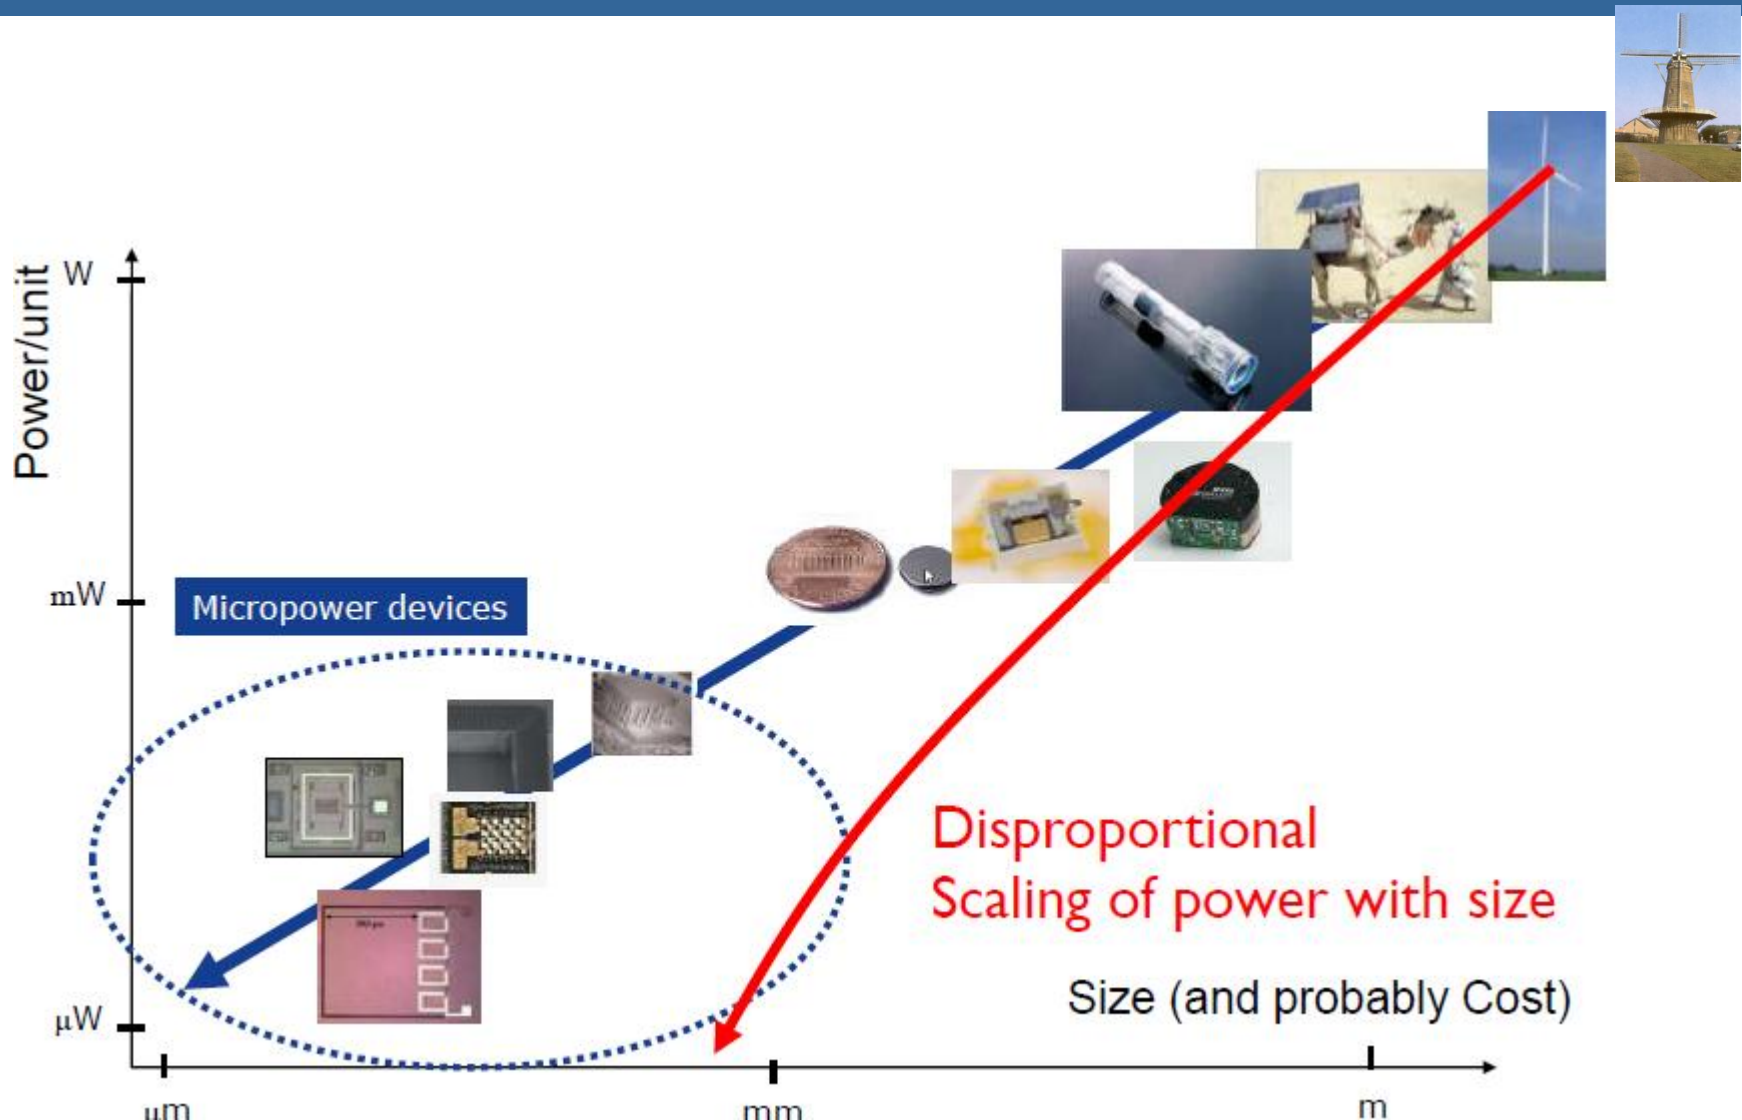 Power/unit
W
mW
Micropower devices
Disproportional
Scaling of power with size
Size (and probably Cost)
µW
µm
mm
m